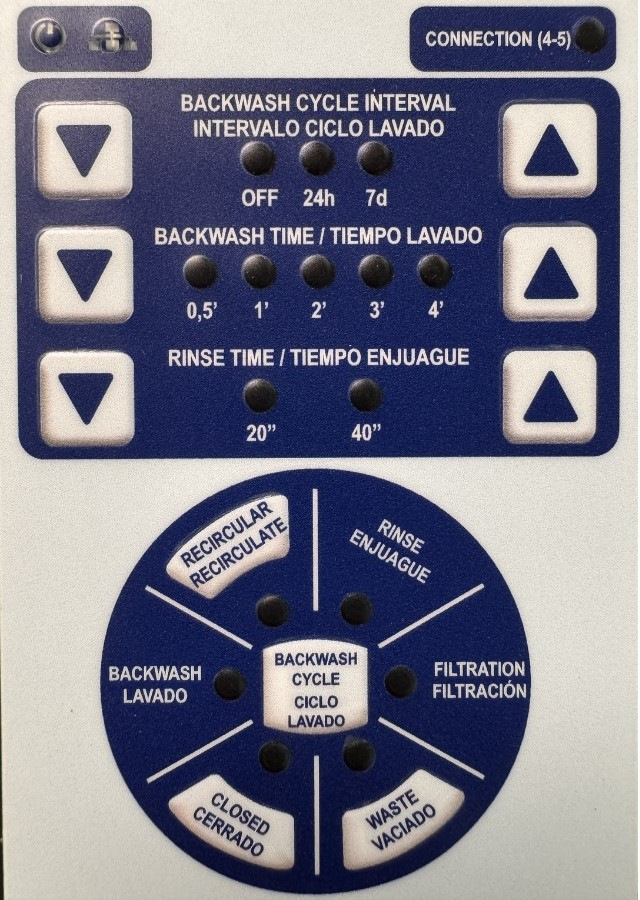 CONNECTION (4-5)
BACKWASH CYCLE INTERVAL
INTERVALO CICLO LAVADO
OFF 24h 7d
BACKWASH TIME / TIEMPO LAVADO
0,5’ 1’ 2’ 3’ 4’
RINSE TIME / TIEMPO ENJUAGUE
20” 40”
RECIRCULAR
RECIRCULATE
RINSE
ENJUAGUE
BACKWASH
LAVADO
BACKWASH
CYCLE
CICLO
LAVADO
FILTRATION
FILTRACIÓN
CLOSED
CERRADO
WASTE
VACIADO